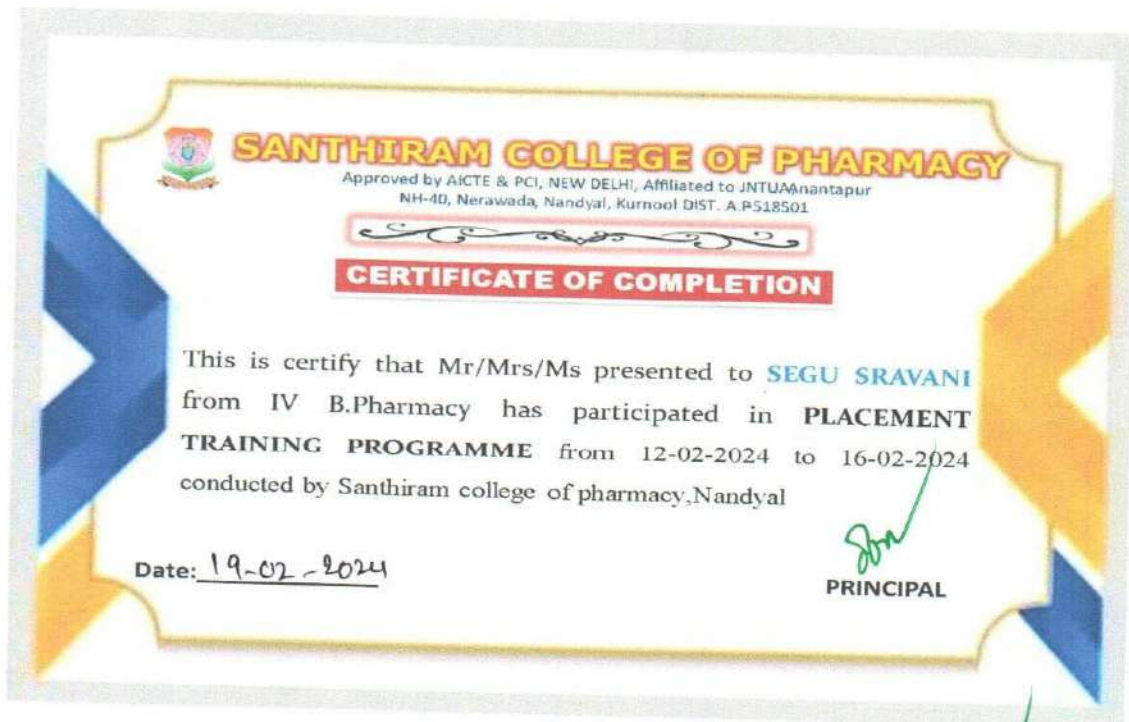 SANTHIRAM COLLEGE OF PHARMACY
Approved by AICTE & PCI, NEW DELHI, Affiliated to JNTUAAnantapur
NH-40, Nerawada, Nandyal, Kurnool DIST. A.P518501
CERTIFICATE OF COMPLETION
This is certify that Mr/Mrs/Ms presented to SEGU SRAVANI
from IV B.Pharmacy has participated in PLACEMENT
TRAINING PROGRAMME from 12-02-2024 to 16-02-2024
conducted by Santhiram college of pharmacy,Nandyal
Date: 19-02-2024
PRINCIPAL